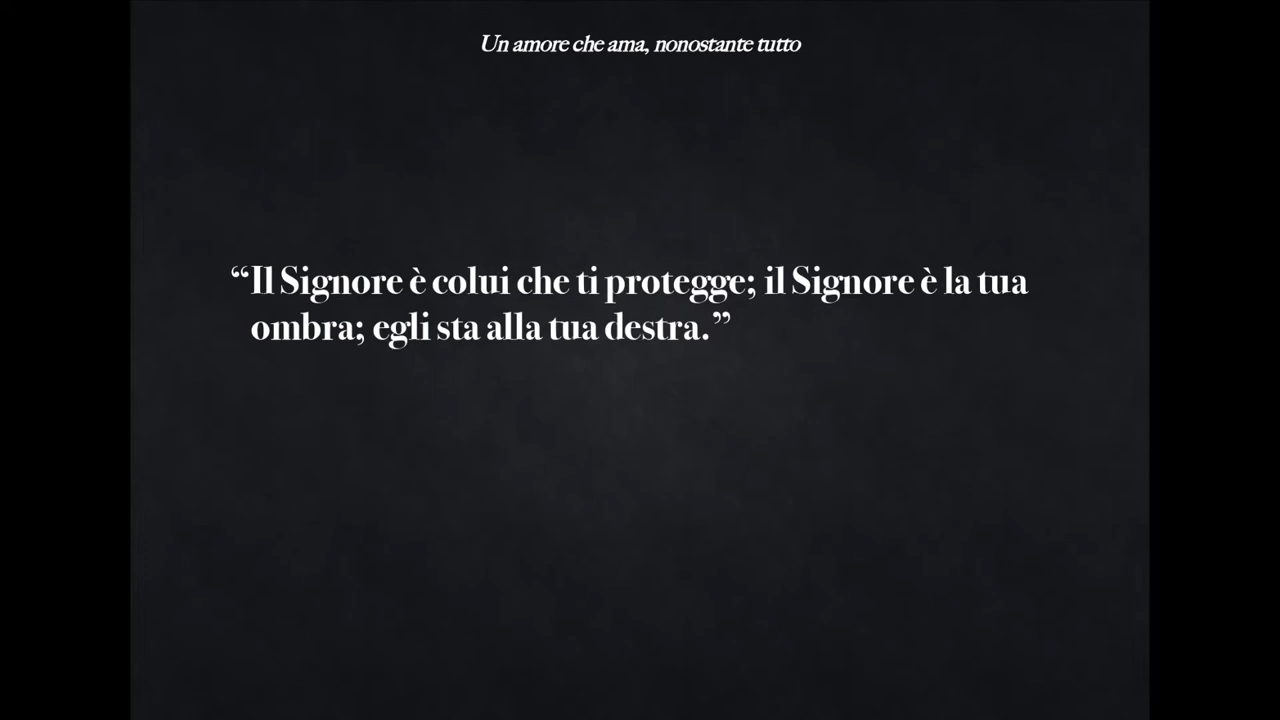 Un amore che ama, nonostante tutto
“Il Signore è colui che ti protegge; il Signore è la tua
ombra; egli sta alla tua destra.”